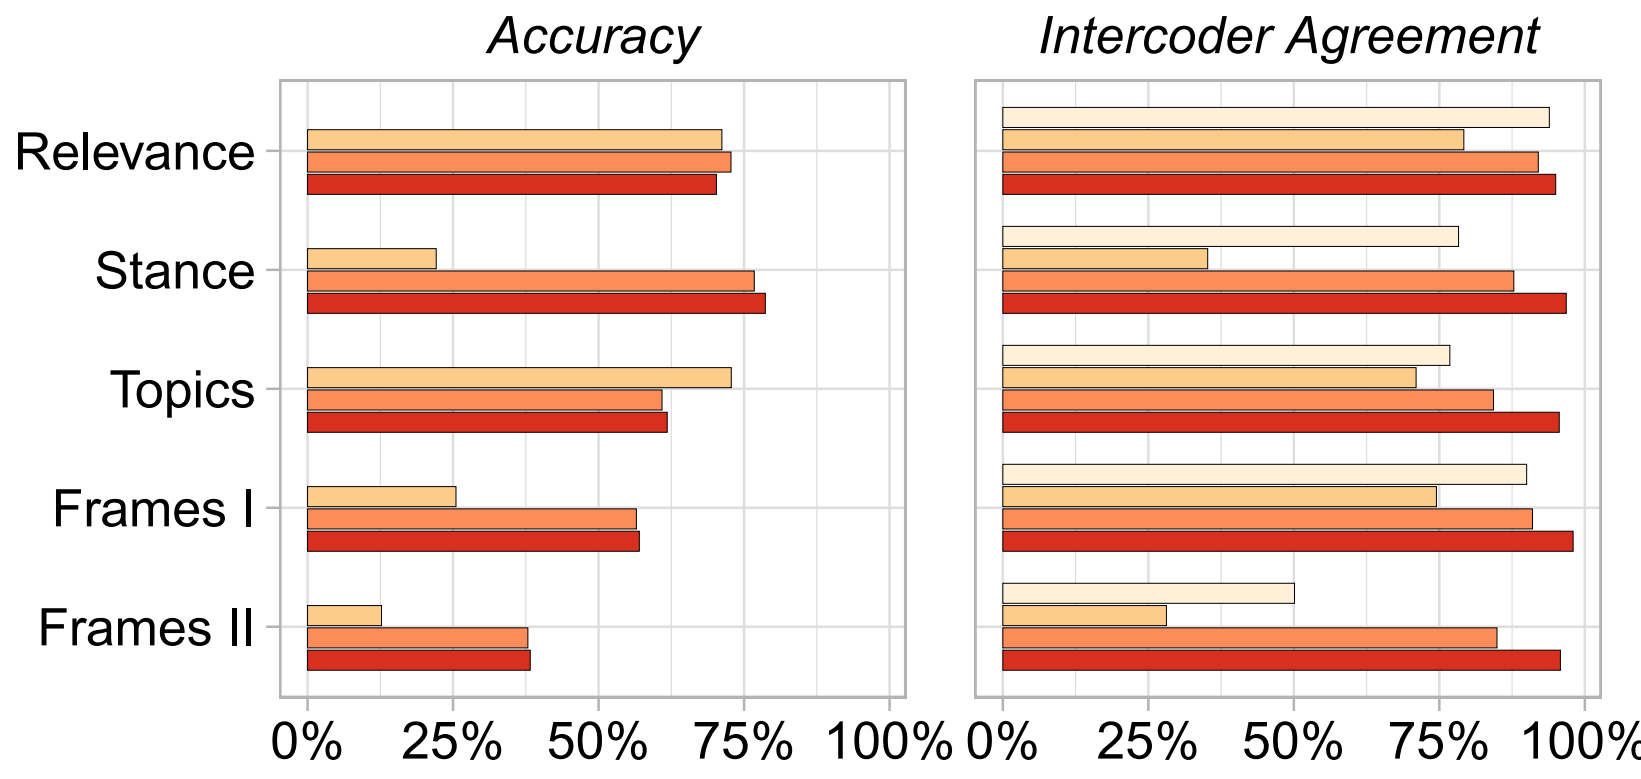 Accuracy
Intercoder Agreement
Relevance
Stance
Topics
Frames I
Frames II
0% 25% 50% 75% 100% 0% 25% 50% 75% 100%